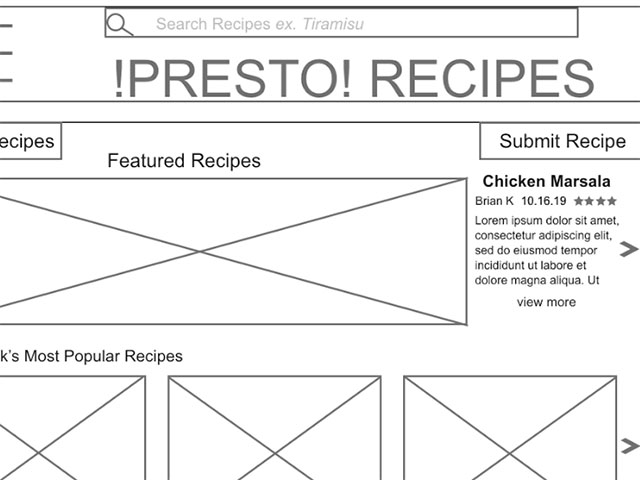 Search Recipes ex. Tiramisu
!PRESTO! RECIPES
ecipes
Submit Recipe
Featured Recipes
Chicken Marsala
Brian K 10.16.19 ★★★★
Lorem ipsum dolor sit amet,
consectetur adipiscing elit,
sed do eiusmod tempor
incididunt ut labore et
dolore magna aliqua. Ut
view more
k's Most Popular Recipes